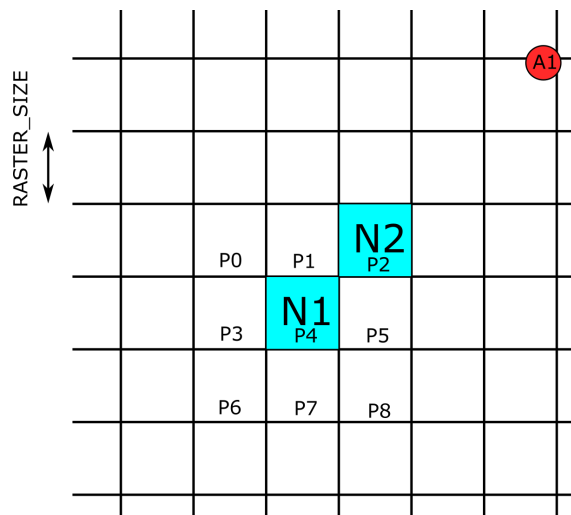 A1
RASTER_SIZE
N2
P0 P1 P2
N1
P3 P4 P5
P6 P7 P8